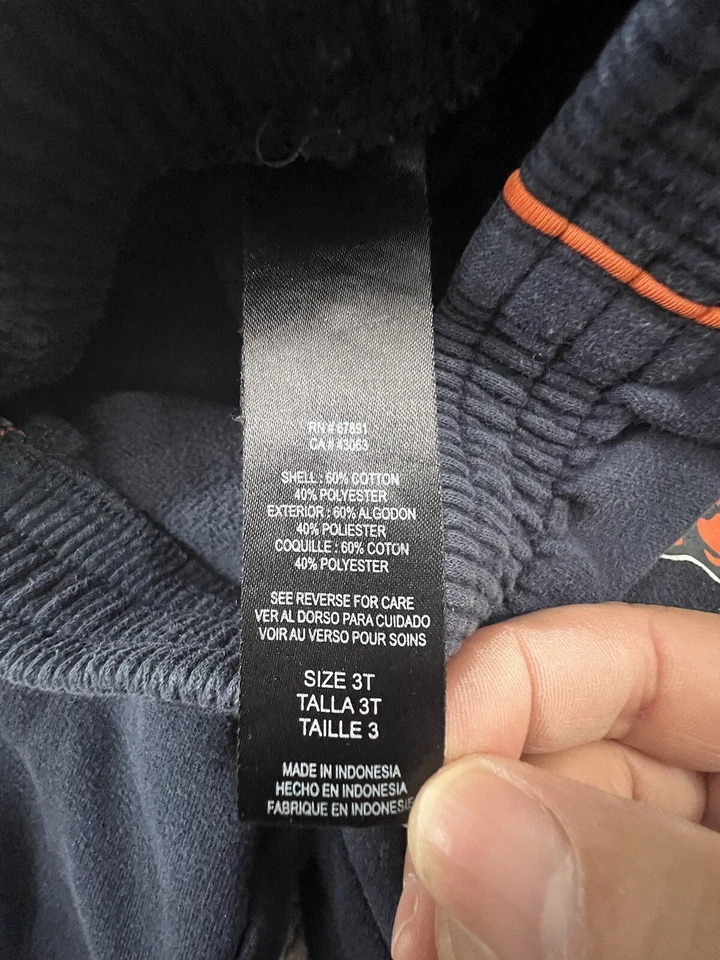 RN # 67891
CA # 43053
SHELL : 60% COTTON
40% POLYESTER
EXTERIOR : 60% ALGODON
40% POLIESTER
COQUILLE : 60% COTON
40% POLYESTER
SEE REVERSE FOR CARE
VER AL DORSO PARA CUIDADO
VOIR AU VERSO POUR SOINS
SIZE 3T
TALLA 3T
TAILLE 3
MADE IN INDONESIA
HECHO EN INDONESIA
FABRIQUE EN INDONESIE